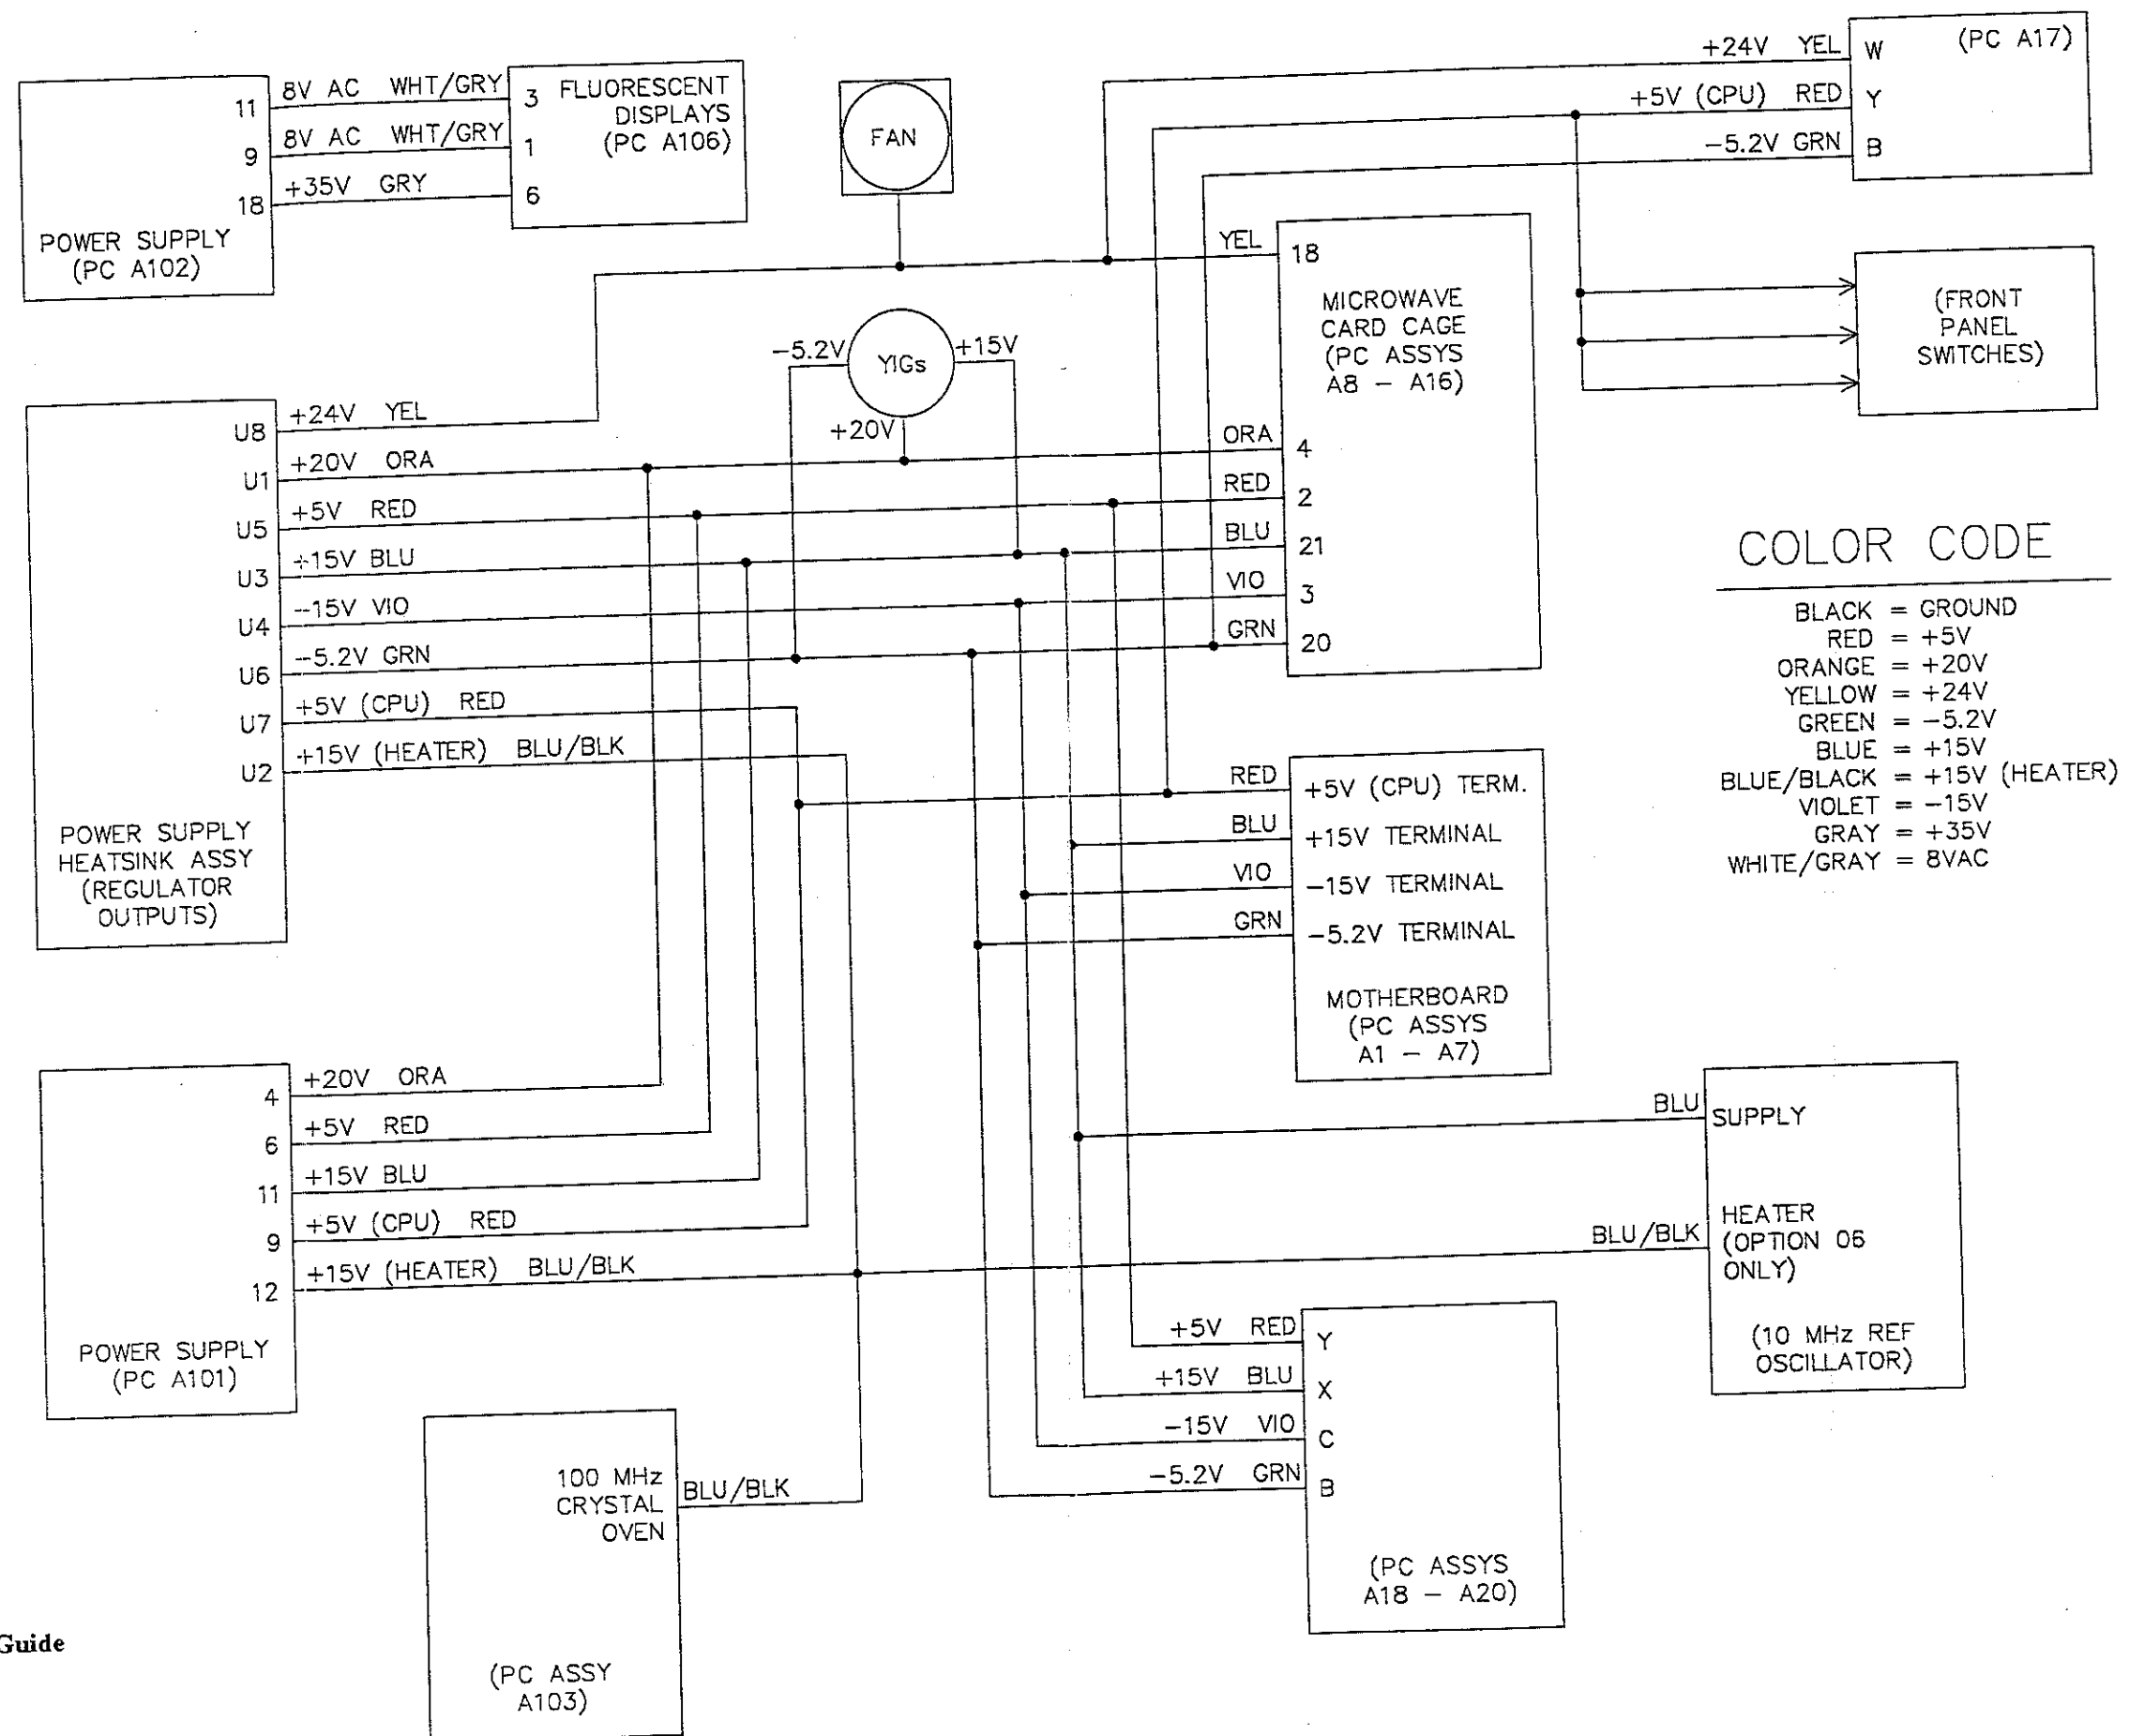 11
8V AC WHT/GRY
3
9
8V AC WHT/GRY
1
18
+35V GRY
6
FLUORESCENT
DISPLAYS
(PC A106)
POWER SUPPLY
(PC A102)
FAN
+24V YEL
W
(PC A17)
+5V (CPU) RED
Y
-5.2V GRN
B
YEL
18
MICROWAVE
CARD CAGE
(PC ASSYS
A8 - A16)
ORA
4
RED
2
BLU
21
VIO
3
GRN
20
(FRONT
PANEL
SWITCHES)
-5.2V
YIGs
+15V
+20V
U8
+24V YEL
U1
+20V ORA
U5
+5V RED
U3
+15V BLU
U4
-15V VIO
U6
-5.2V GRN
U7
+5V (CPU) RED
U2
+15V (HEATER) BLU/BLK
POWER SUPPLY
HEATSINK ASSY
(REGULATOR
OUTPUTS)
COLOR CODE
BLACK = GROUND
RED = +5V
ORANGE = +20V
YELLOW = +24V
GREEN = -5.2V
BLUE = +15V
BLUE/BLACK = +15V (HEATER)
VIOLET = -15V
GRAY = +35V
WHITE/GRAY = 8VAC
RED
+5V (CPU) TERM.
BLU
+15V TERMINAL
VIO
-15V TERMINAL
GRN
-5.2V TERMINAL
MOTHERBOARD
(PC ASSYS
A1 - A7)
4
+20V ORA
6
+5V RED
11
+15V BLU
9
+5V (CPU) RED
12
+15V (HEATER) BLU/BLK
POWER SUPPLY
(PC A101)
BLU
SUPPLY
BLU/BLK
HEATER
(OPTION 06
ONLY)
(10 MHz REF
OSCILLATOR)
+5V RED
Y
+15V BLU
X
-15V VIO
C
-5.2V GRN
B
(PC ASSYS
A18 - A20)
100 MHz
CRYSTAL
OVEN
BLU/BLK
(PC ASSY
A103)
Guide